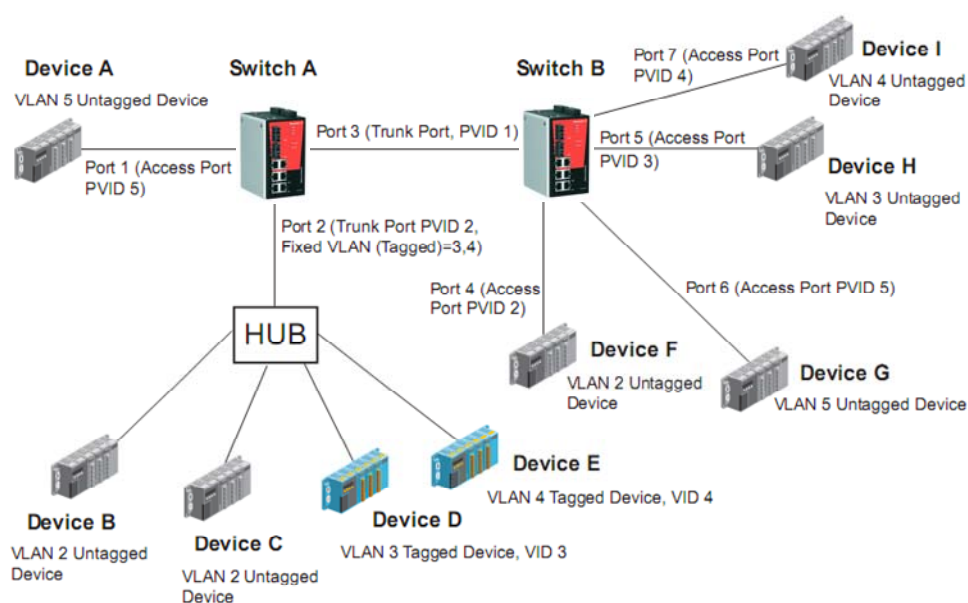 Device A
VLAN 5 Untagged Device
Switch A
Switch B
Port 7 (Access Port
PVID 4)
Device I
VLAN 4 Untagged
Device
Port 1 (Access Port
PVID 5)
Port 3 (Trunk Port, PVID 1)
Port 5 (Access Port
PVID 3)
Device H
VLAN 3 Untagged
Device
Port 2 (Trunk Port PVID 2,
Fixed VLAN (Tagged)=3,4)
Port 4 (Access
Port PVID 2)
Port 6 (Access Port PVID 5)
HUB
Device F
VLAN 2 Untagged
Device
Device G
VLAN 5 Untagged Device
Device B
VLAN 2 Untagged
Device
Device C
VLAN 2 Untagged
Device
Device D
VLAN 3 Tagged Device, VID 3
Device E
VLAN 4 Tagged Device, VID 4